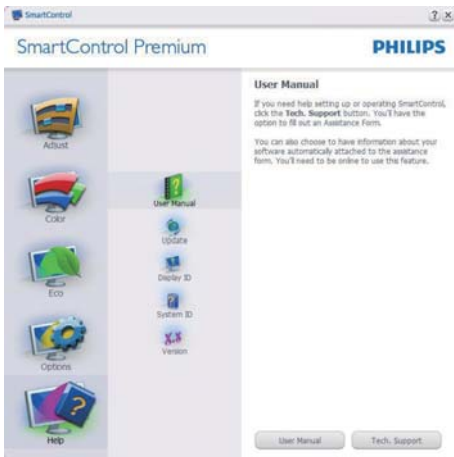 SmartControl
? x
SmartControl Premium
PHILIPS
Adjust
Color
Eco
Options
Help
User Manual
Update
Display ID
System ID
X.X
Version
User Manual
If you need help setting up or operating SmartControl,
click the Tech. Support button. You'll have the
option to fill out an Assistance Form.
You can also choose to have information about your
software automatically attached to the assistance
form. You'll need to be online to use this feature.
User Manual
Tech. Support